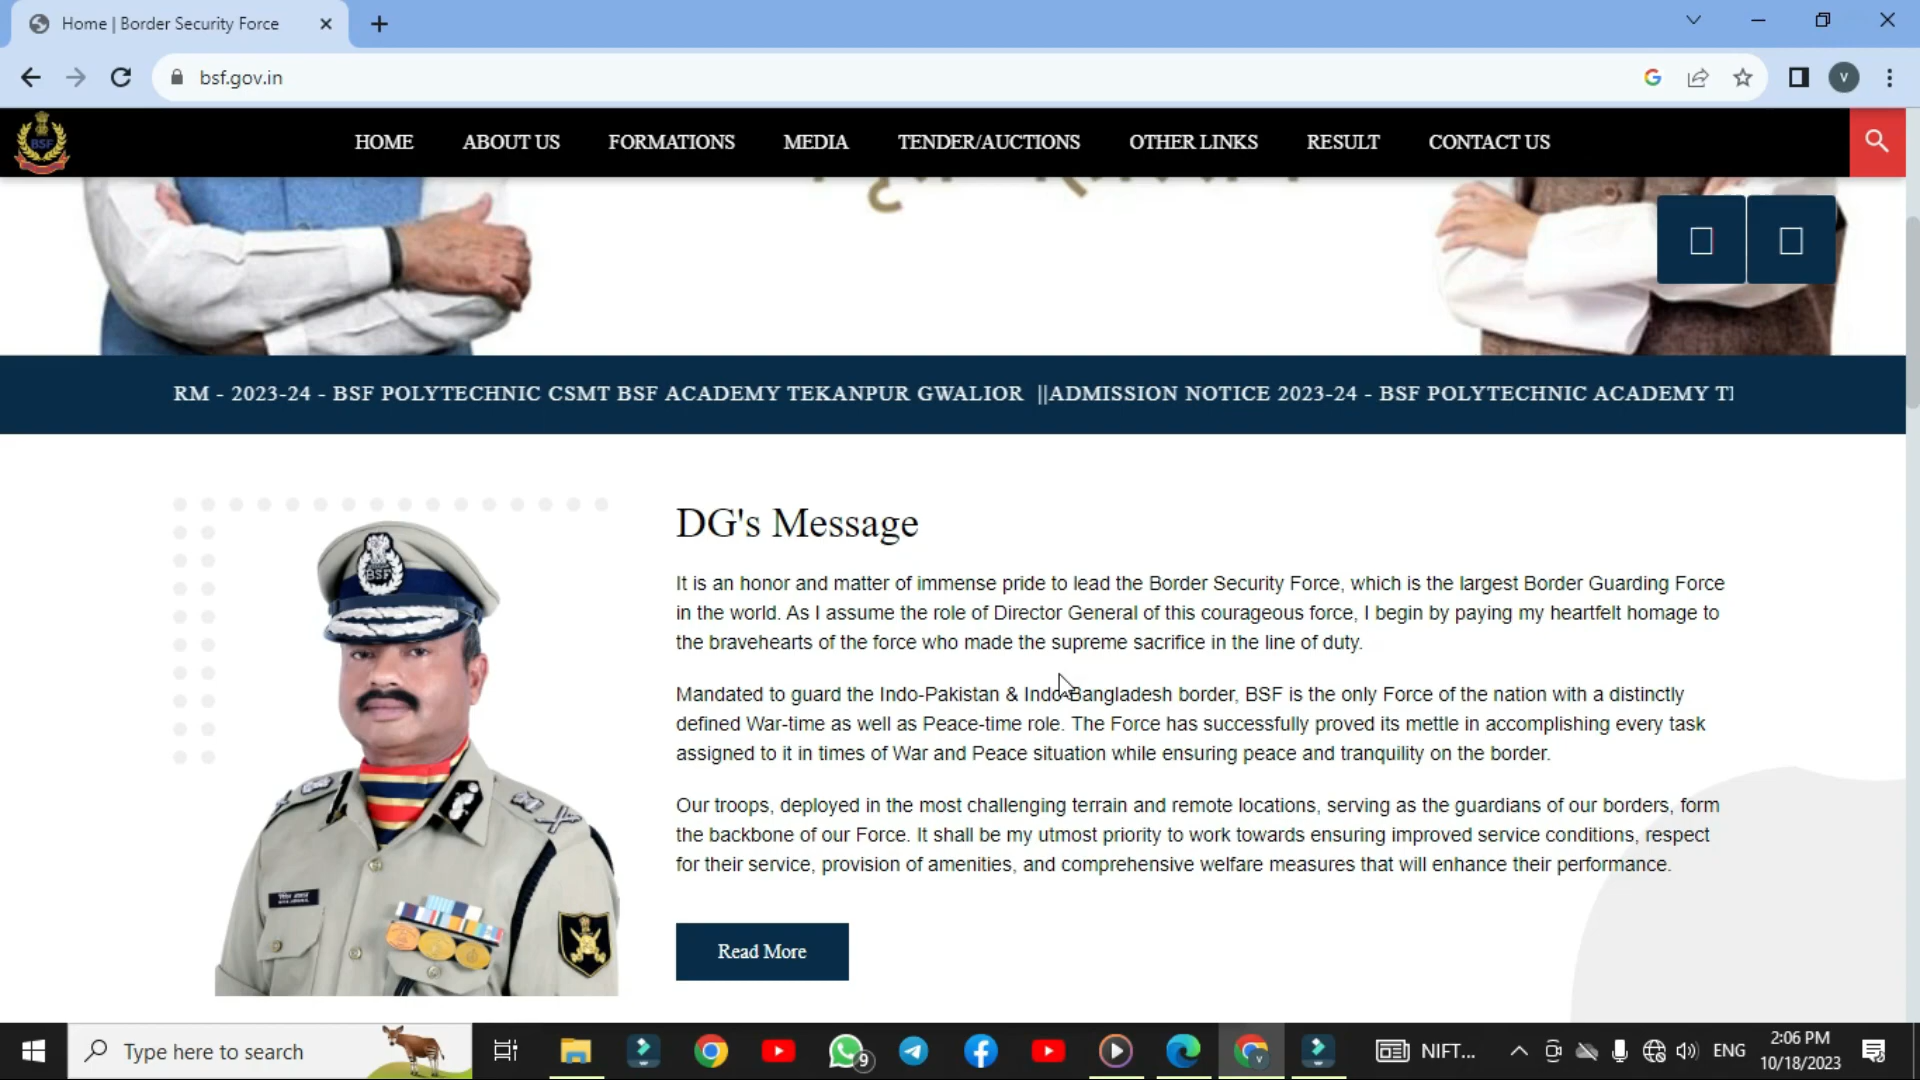 Home | Border Security Force
bsf.gov.in
V
BSF
HOME
ABOUT US
FORMATIONS
MEDIA
TENDER/AUCTIONS
OTHER LINKS
RESULT
CONTACT US
RM - 2023-24 - BSF POLYTECHNIC CSMT BSF ACADEMY TEKANPUR GWALIOR ||ADMISSION NOTICE 2023-24 - BSF POLYTECHNIC ACADEMY
DG's Message
It is an honor and matter of immense pride to lead the Border Security Force, which is the largest Border Guarding Force
in the world. As I assume the role of Director General of this courageous force, I begin by paying my heartfelt homage to
the bravehearts of the force who made the supreme sacrifice in the line of duty.
BSF
Mandated to guard the Indo-Pakistan & Indo-Bangladesh border, BSF is the only Force of the nation with a distinctly
defined War-time as well as Peace-time role. The Force has successfully proved its mettle in accomplishing every task
assigned to it in times of War and Peace situation while ensuring peace and tranquility on the border.
Our troops, deployed in the most challenging terrain and remote locations, serving as the guardians of our borders, form
the backbone of our Force. It shall be my utmost priority to work towards ensuring improved service conditions, respect
for their service, provision of amenities, and comprehensive welfare measures that will enhance their performance.
Read More
Type here to search
9
NIFT...
ENG
2:06 PM
10/18/2023